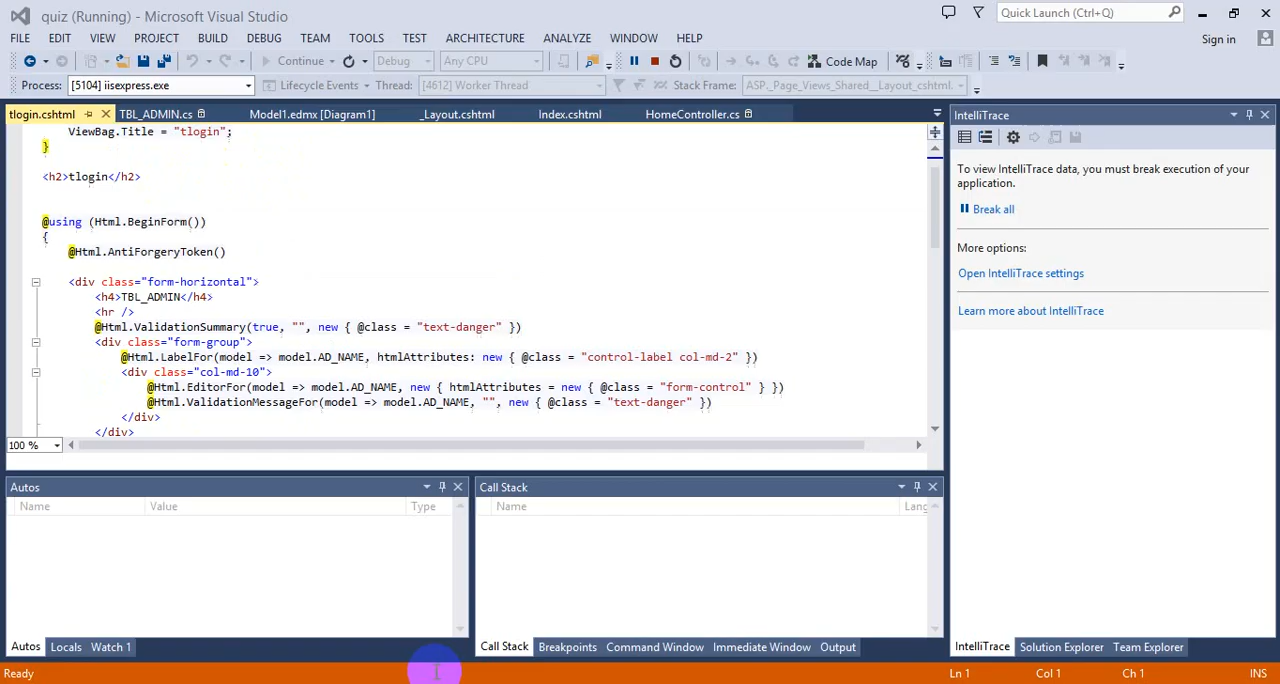 quiz (Running) - Microsoft Visual Studio
Quick Launch (Ctrl+Q)
FILE EDIT VIEW PROJECT BUILD DEBUG TEAM TOOLS TEST ARCHITECTURE ANALYZE WINDOW HELP
Sign in
Continue Debug Any CPU Code Map
Process: [5104] iisexpress.exe Lifecycle Events Thread: [4612] Worker Thread Stack Frame: ASP._Page_Views_Shared__Layout_cshtml.
tlogin.cshtml TBL_ADMIN.cs Model1.edmx [Diagram1] _Layout.cshtml Index.cshtml HomeController.cs
ViewBag.Title = "tlogin";
}
<h2>tlogin</h2>
@using (Html.BeginForm())
{
@Html.AntiForgeryToken()
<div class="form-horizontal">
<h4>TBL_ADMIN</h4>
<hr />
@Html.ValidationSummary(true, "", new { @class = "text-danger" })
<div class="form-group">
@Html.LabelFor(model => model.AD_NAME, htmlAttributes: new { @class = "control-label col-md-2" })
<div class="col-md-10">
@Html.EditorFor(model => model.AD_NAME, new { htmlAttributes = new { @class = "form-control" } })
@Html.ValidationMessageFor(model => model.AD_NAME, "", new { @class = "text-danger" })
</div>
</div>
100 %
IntelliTrace
To view IntelliTrace data, you must break execution of your
application.
Break all
More options:
Open IntelliTrace settings
Learn more about IntelliTrace
Autos
Name Value Type
Call Stack
Name Lang
Autos Locals Watch 1
Call Stack Breakpoints Command Window Immediate Window Output
IntelliTrace Solution Explorer Team Explorer
Ready Ln 1 Col 1 Ch 1 INS